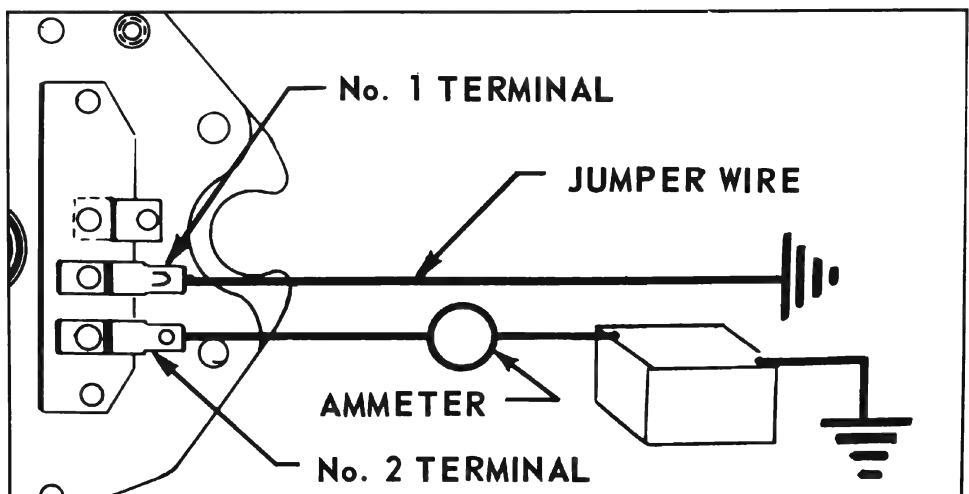 No. 1 TERMINAL
JUMPER WIRE
AMMETER
No. 2 TERMINAL